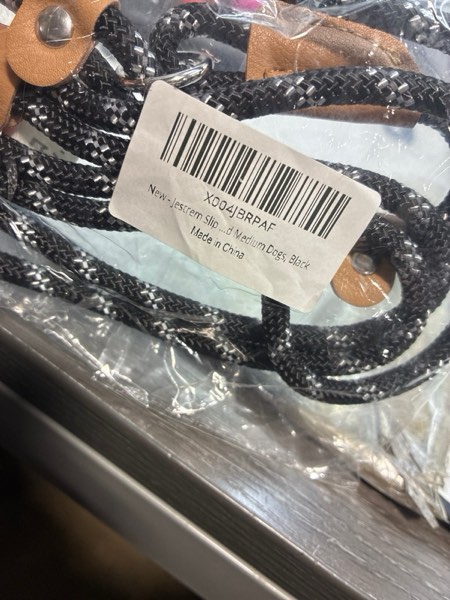 X004JBRPAF
New - Jestrem Slip ...d Medium Dogs, Black
Made in China